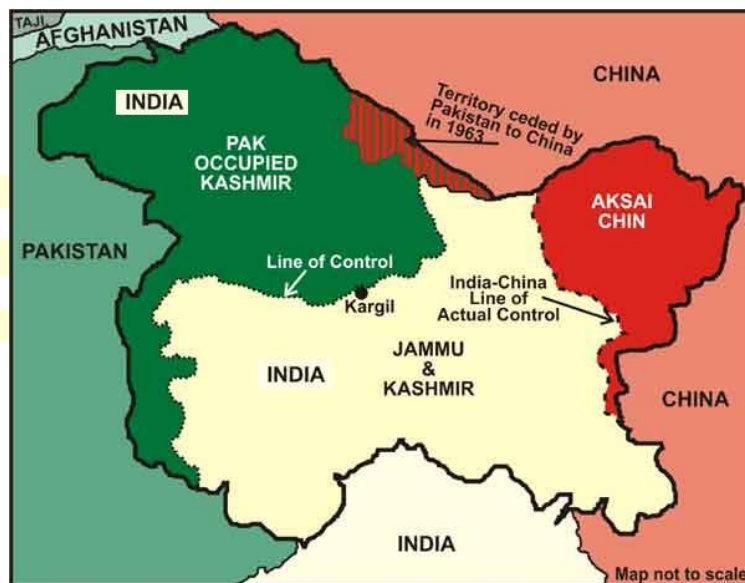 TAJI.
AFGHANISTAN
CHINA
INDIA
Territory ceded by
Pakistan to China
in 1963
PAK
OCCUPIED
KASHMIR
AKSAI
CHIN
PAKISTAN
Line of Control
India-China
Line of
Actual Control
Kargil
JAMMU
&
KASHMIR
INDIA
CHINA
INDIA
Map not to scale